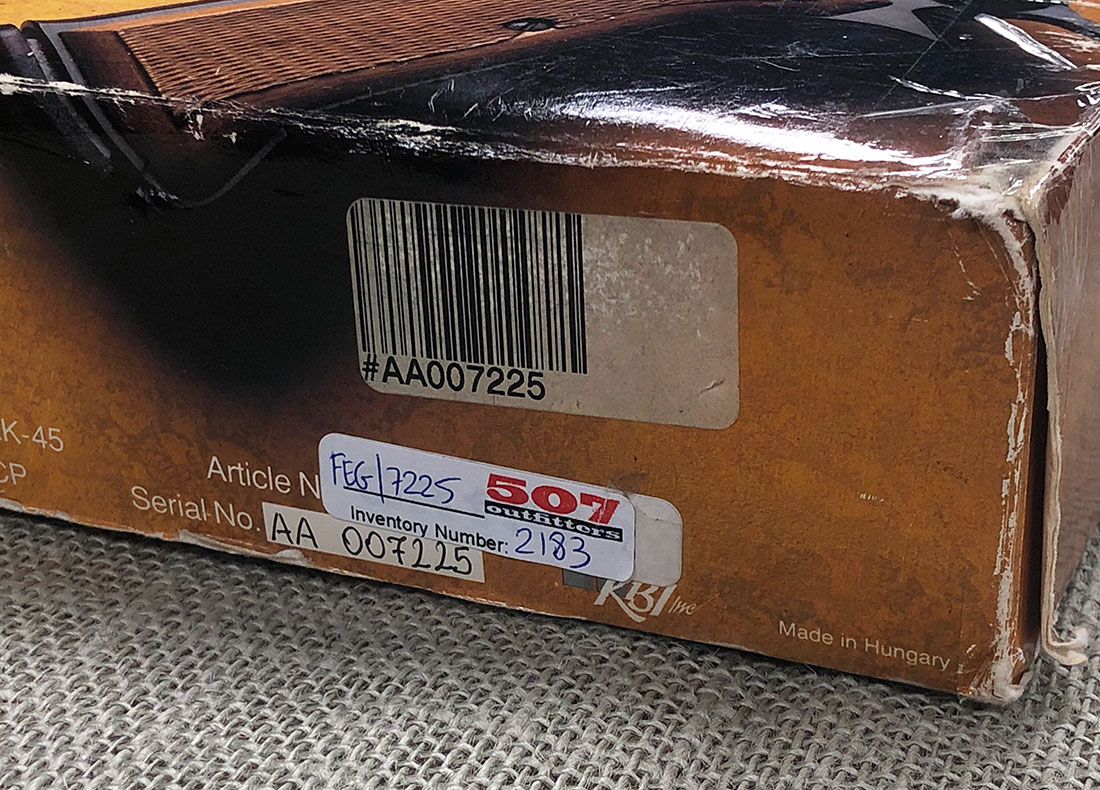 #AA007225
K-45
CP
Article N
FEG/7225
507
outfitters
Inventory Number: 2183
Serial No. AA 007225
KBI Inc
Made in Hungary